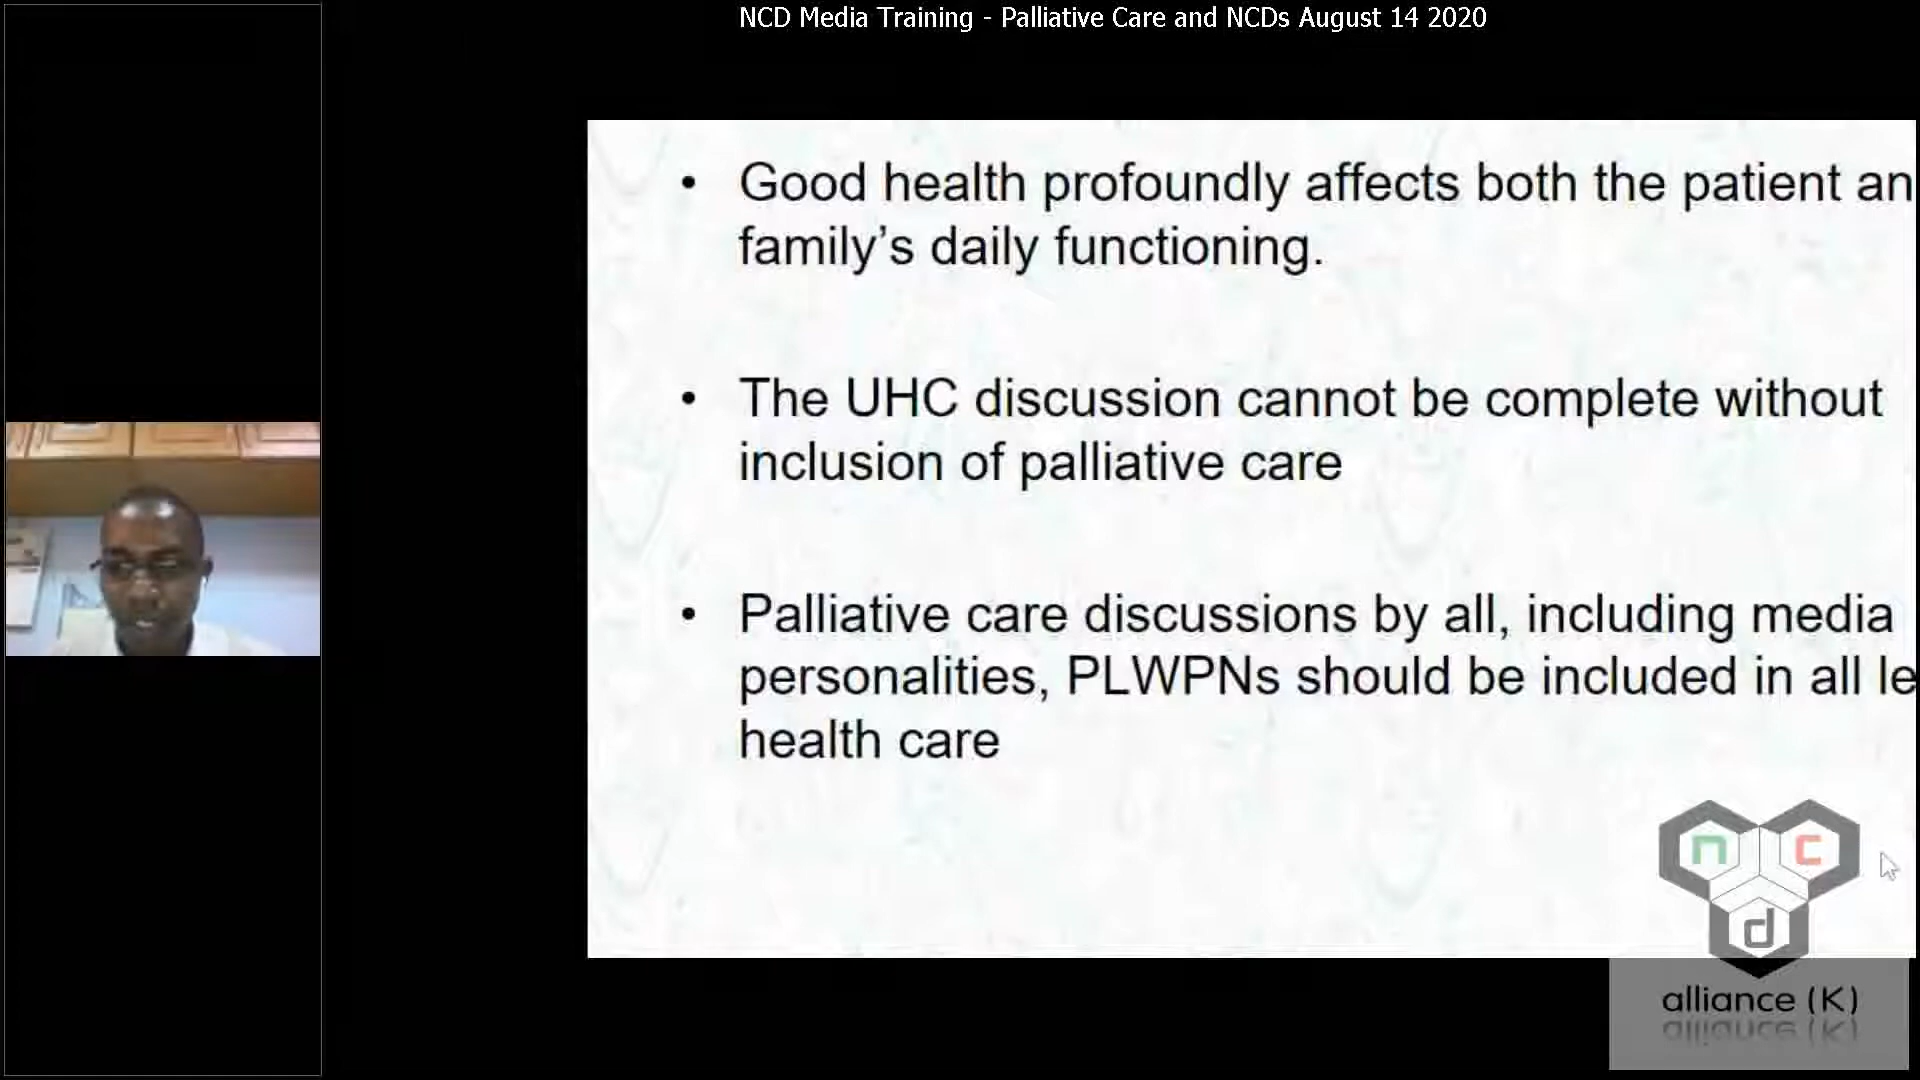 NCD Media Training - Palliative Care and NCDs August 14 2020
• Good health profoundly affects both the patient an
family’s daily functioning.
• The UHC discussion cannot be complete without
inclusion of palliative care
• Palliative care discussions by all, including media
personalities, PLWPNs should be included in all le
health care
n c
d
alliance (K)